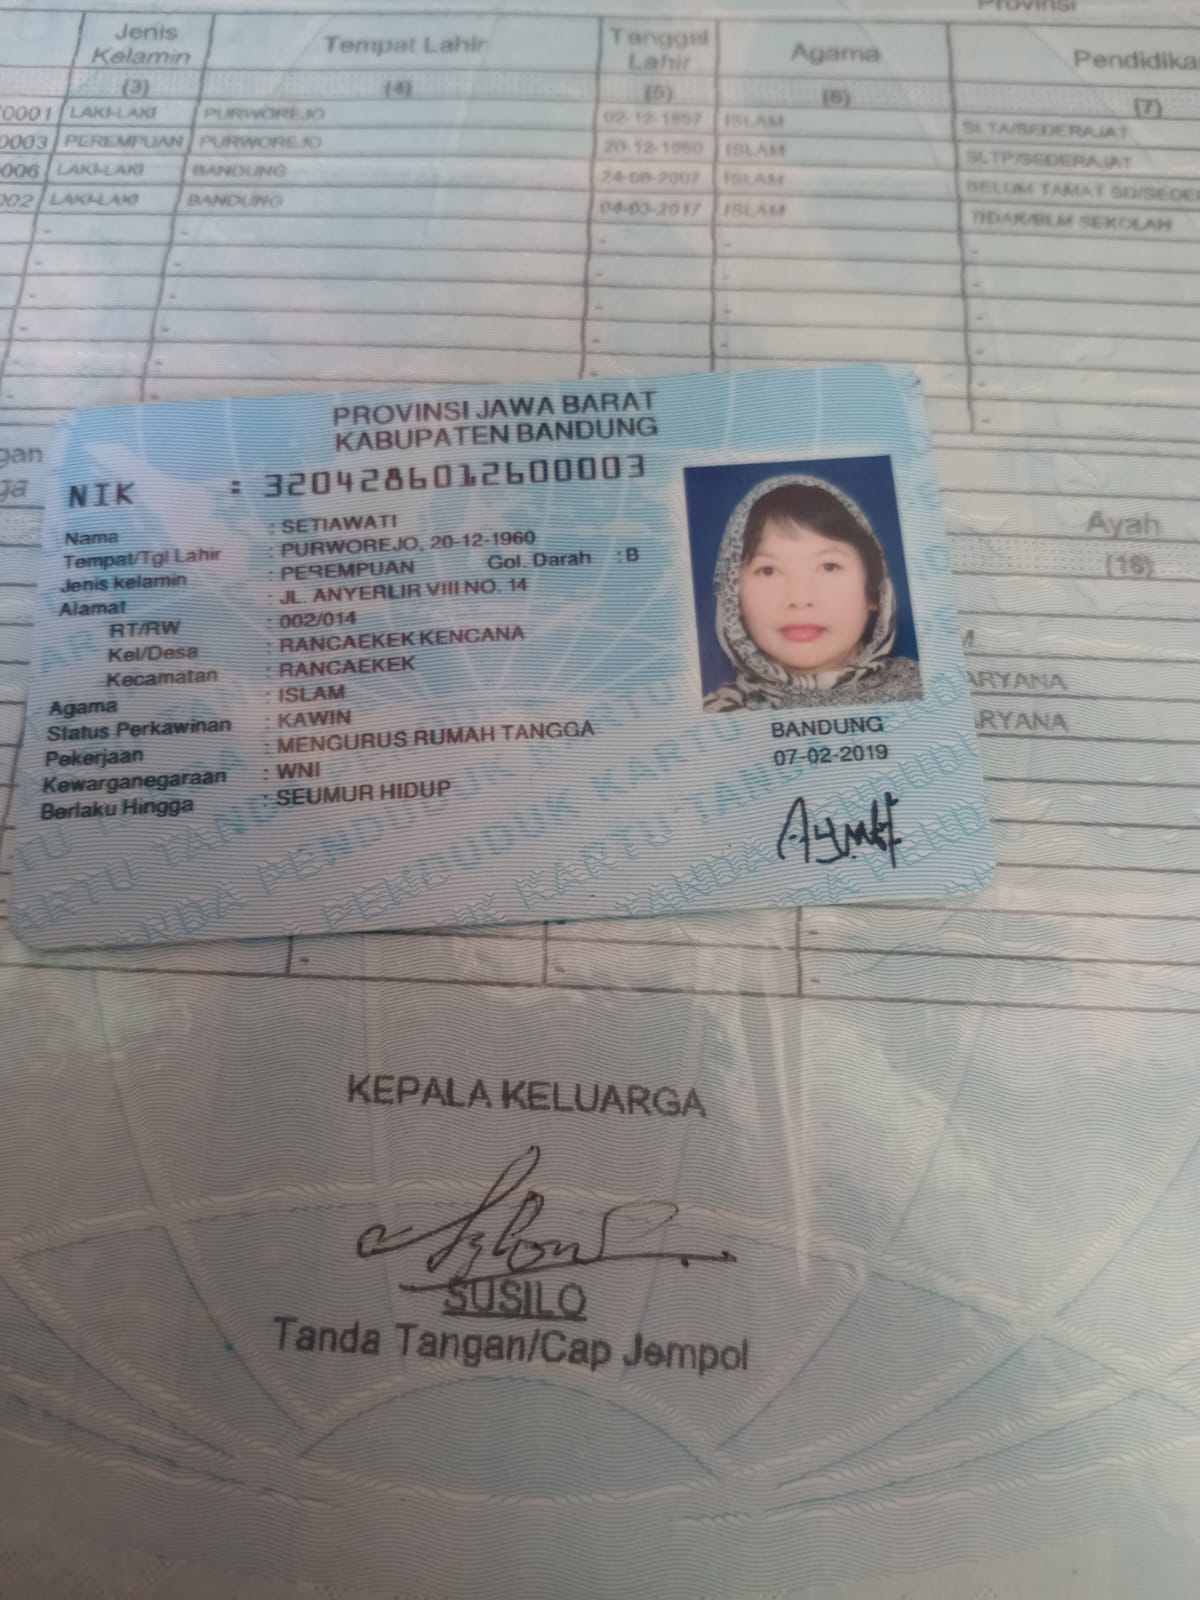 Provinsi
Jenis Kelamin Tempat Lahir Tanggal Lahir Agama Pendidika
(3) (4) (5) (6) (7)
0001 LAKI-LAKI PURWOREJO 02-12-1957 ISLAM SLTA/SEDERAJAT
0003 PEREMPUAN PURWOREJO 20-12-1960 ISLAM SLTP/SEDERAJAT
0006 LAKI-LAKI BANDUNG 24-08-2007 ISLAM BELUM TAMAT SD/SEDER
002 LAKI-LAKI BANDUNG 04-03-2017 ISLAM TIDAK/BLM SEKOLAH
gan
ga
Ayah
(16)
ARYANA
ARYANA
PROVINSI JAWA BARAT
KABUPATEN BANDUNG
NIK : 3204286012600003
Nama : SETIAWATI
Tempat/Tgl Lahir : PURWOREJO, 20-12-1960
Jenis kelamin : PEREMPUAN Gol. Darah : B
Alamat : JL. ANYERLIR VIII NO. 14
RT/RW : 002/014
Kel/Desa : RANCAEKEK KENCANA
Kecamatan : RANCAEKEK
Agama : ISLAM
Status Perkawinan : KAWIN
Pekerjaan : MENGURUS RUMAH TANGGA
Kewarganegaraan : WNI
Berlaku Hingga : SEUMUR HIDUP
BANDUNG
07-02-2019
KEPALA KELUARGA
SUSILO
Tanda Tangan/Cap Jempol